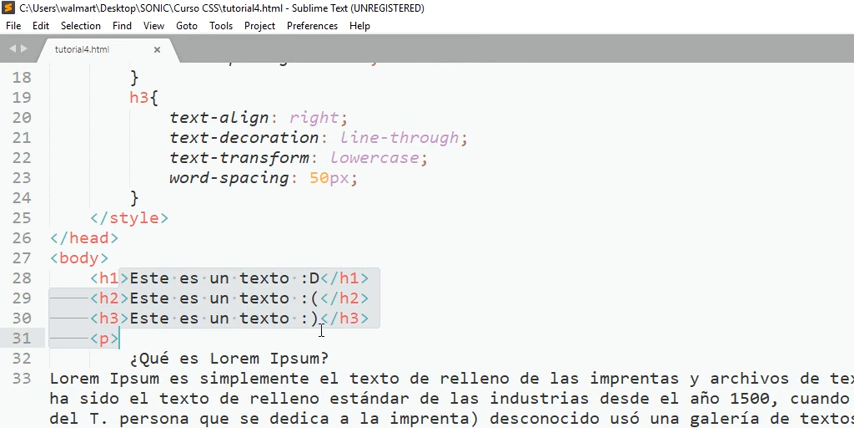 C:\Users\walmart\Desktop\SONIC\Curso CSS\tutorial4.html - Sublime Text (UNREGISTERED)
File Edit Selection Find View Goto Tools Project Preferences Help
tutorial4.html ×
18 }
19 h3{
20 text-align: right;
21 text-decoration: line-through;
22 text-transform: lowercase;
23 word-spacing: 50px;
24 }
25 </style>
26 </head>
27 <body>
28 <h1>Este es un texto :D</h1>
29 <h2>Este es un texto :(</h2>
30 <h3>Este es un texto :)</h3>
31 <p>
32 ¿Qué es Lorem Ipsum?
33 Lorem Ipsum es simplemente el texto de relleno de las imprentas y archivos de
ha sido el texto de relleno estándar de las industrias desde el año 1500, cuando
del T. persona que se dedica a la imprenta) desconocido usó una galería de textos